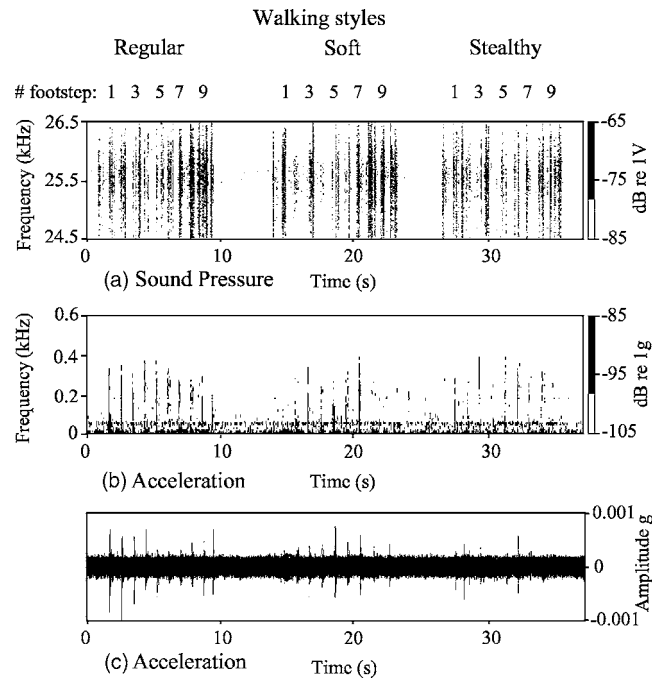 Walking styles
Regular Soft Stealthy
# footstep: 1 3 5 7 9 1 3 5 7 9 1 3 5 7 9
26.5
25.5
24.5
Frequency (kHz)
-65
-75
-85
dB re 1V
0 10 20 30
(a) Sound Pressure Time (s)
0.6
0.4
0.2
0
Frequency (kHz)
-85
-95
-105
dB re 1g
0 10 20 30
(b) Acceleration Time (s)
0.001
0
-0.001
Amplitude g
0 10 20 30
(c) Acceleration Time (s)